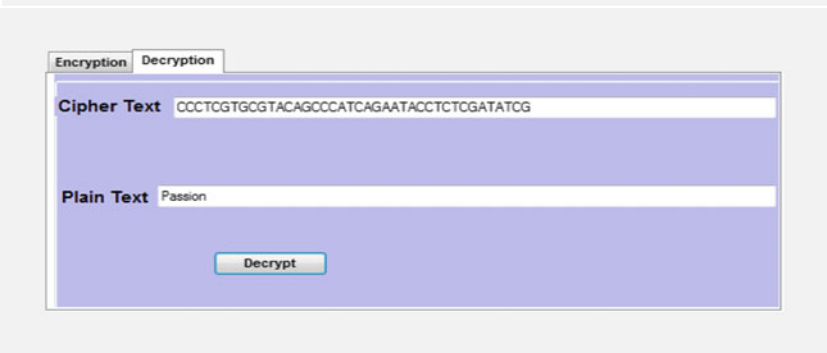 Encryption Decryption
Cipher Text CCCTCGTGCGTACAGCCCATCAGAATACCTCTCGATATCG
Plain Text Passion
Decrypt